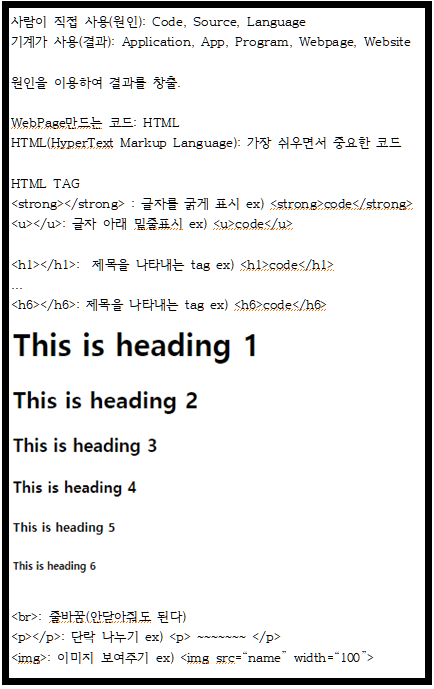 사람이 직접 사용(원인): Code, Source, Language
기계가 사용(결과): Application, App, Program, Webpage, Website
원인을 이용하여 결과를 창출.
WebPage만드는 코드: HTML
HTML(HyperText Markup Language): 가장 쉬우면서 중요한 코드
HTML TAG
<strong></strong> : 글자를 굵게 표시 ex) <strong>code</strong>
<u></u>: 글자 아래 밑줄표시 ex) <u>code</u>
<h1></h1>: 제목을 나타내는 tag ex) <h1>code</h1>
...
<h6></h6>: 제목을 나타내는 tag ex) <h6>code</h6>
This is heading 1
This is heading 2
This is heading 3
This is heading 4
This is heading 5
This is heading 6
<br>: 줄바꿈(안닫아줘도 된다)
<p></p>: 단락 나누기 ex) <p> ~~~~~~~ </p>
<img>: 이미지 보여주기 ex) <img src=“name” width=“100”>